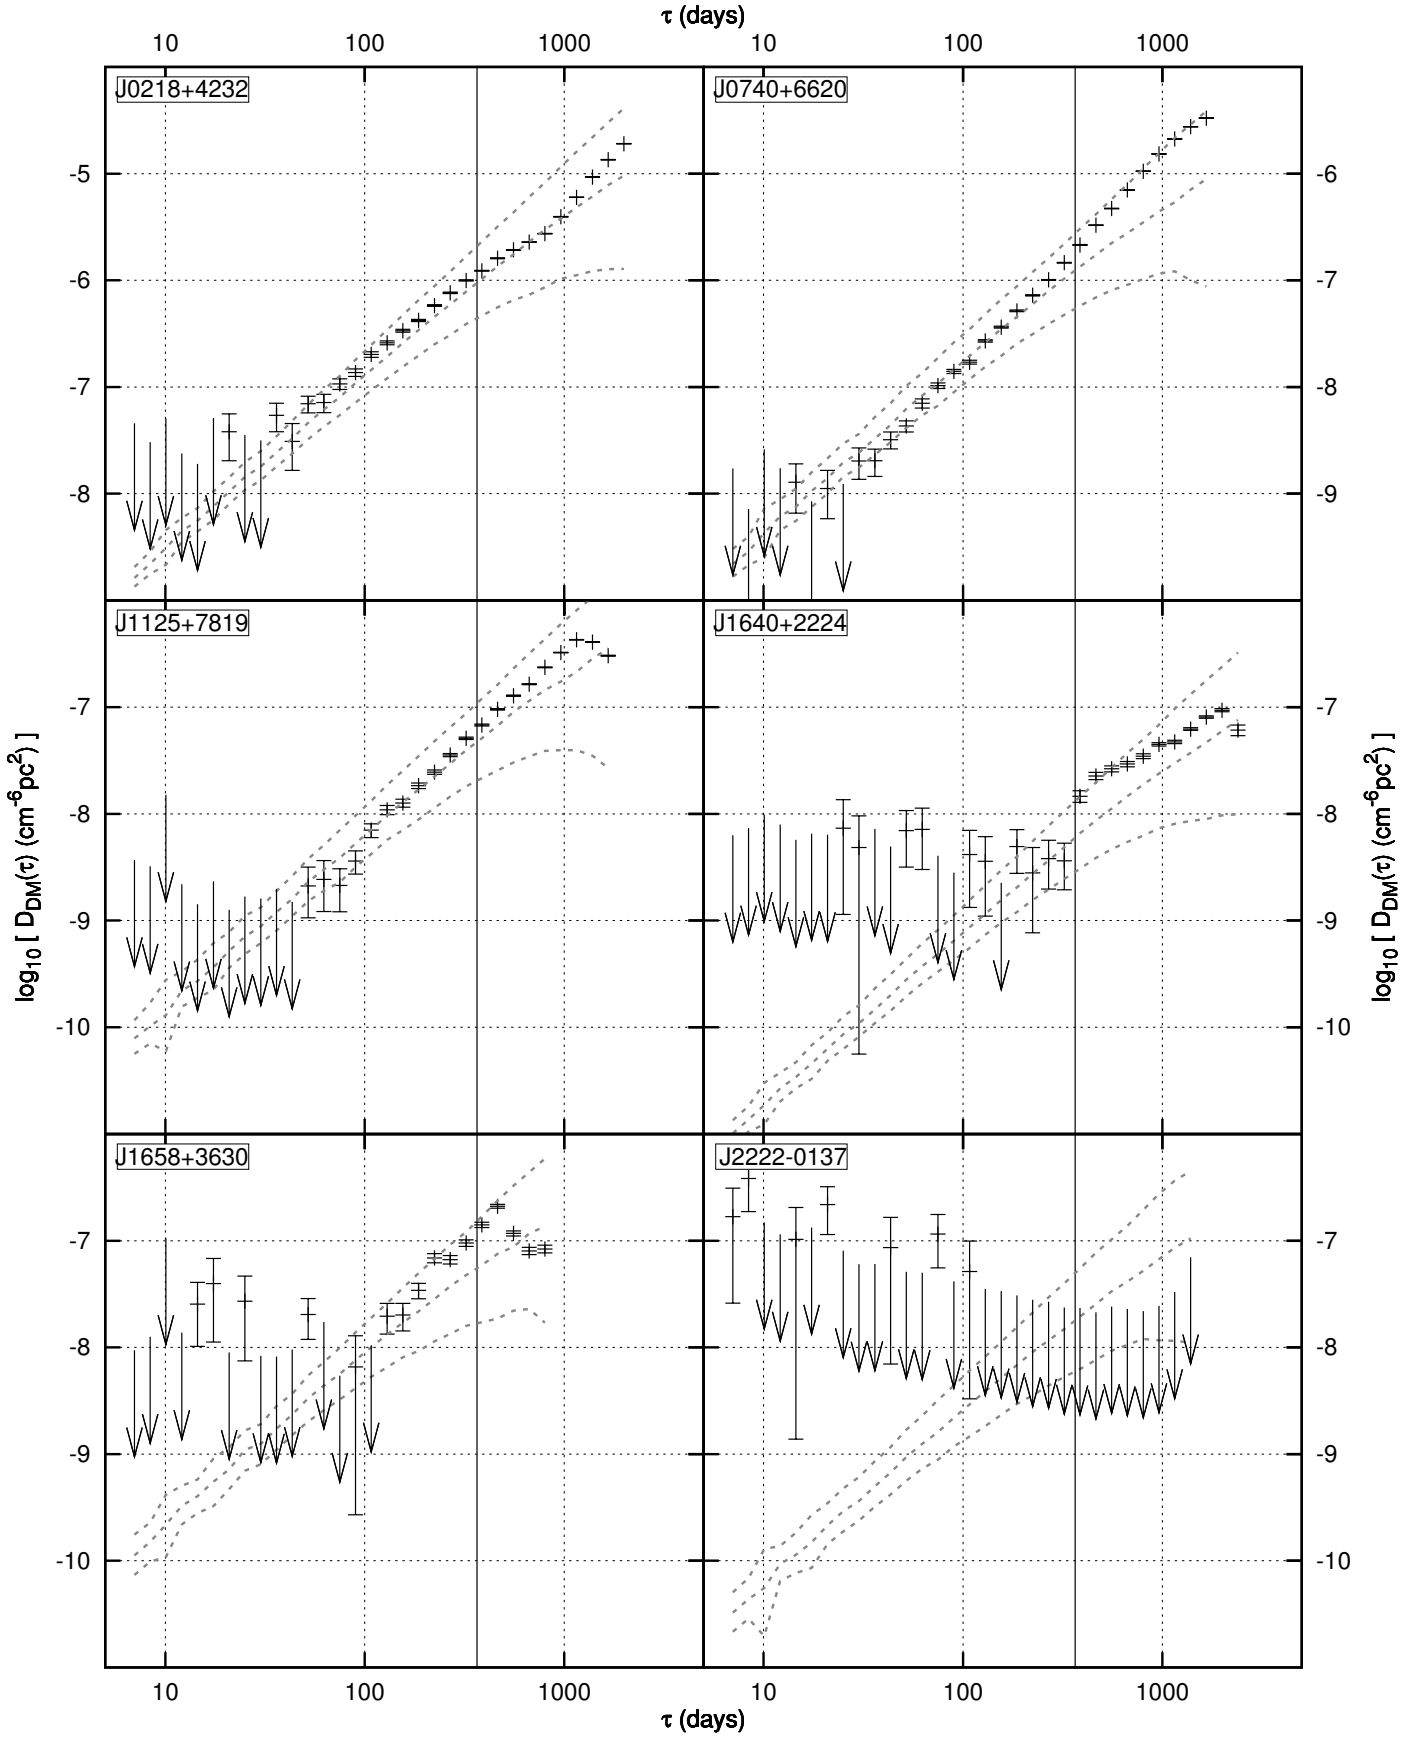 τ (days)
10 100 1000 10 100 1000
J0218+4232 J0740+6620
-5 -6
-6 -7
-7 -8
-8 -9
J1125+7819 J1640+2224
-7 -7
-8 -8
-9 -9
-10 -10
log10 [ DDM(τ) (cm-6pc2) ]
log10 [ DDM(τ) (cm-6pc2) ]
J1658+3630 J2222-0137
-7 -7
-8 -8
-9 -9
-10 -10
10 100 1000 10 100 1000
τ (days)